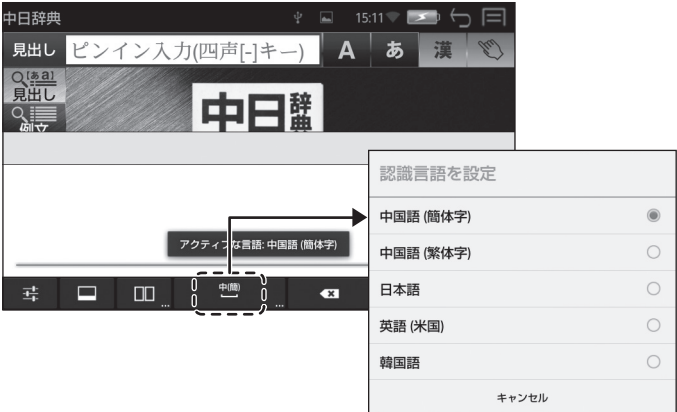 中日辞典
15:11
見出し
ピンイン入力(四声[-]キー)
A
あ
漢
[あa]
見出し
例文
中日辞典
アクティブな言語: 中国語 (簡体字)
中(簡)
認識言語を設定
中国語 (簡体字)
中国語 (繁体字)
日本語
英語 (米国)
韓国語
キャンセル